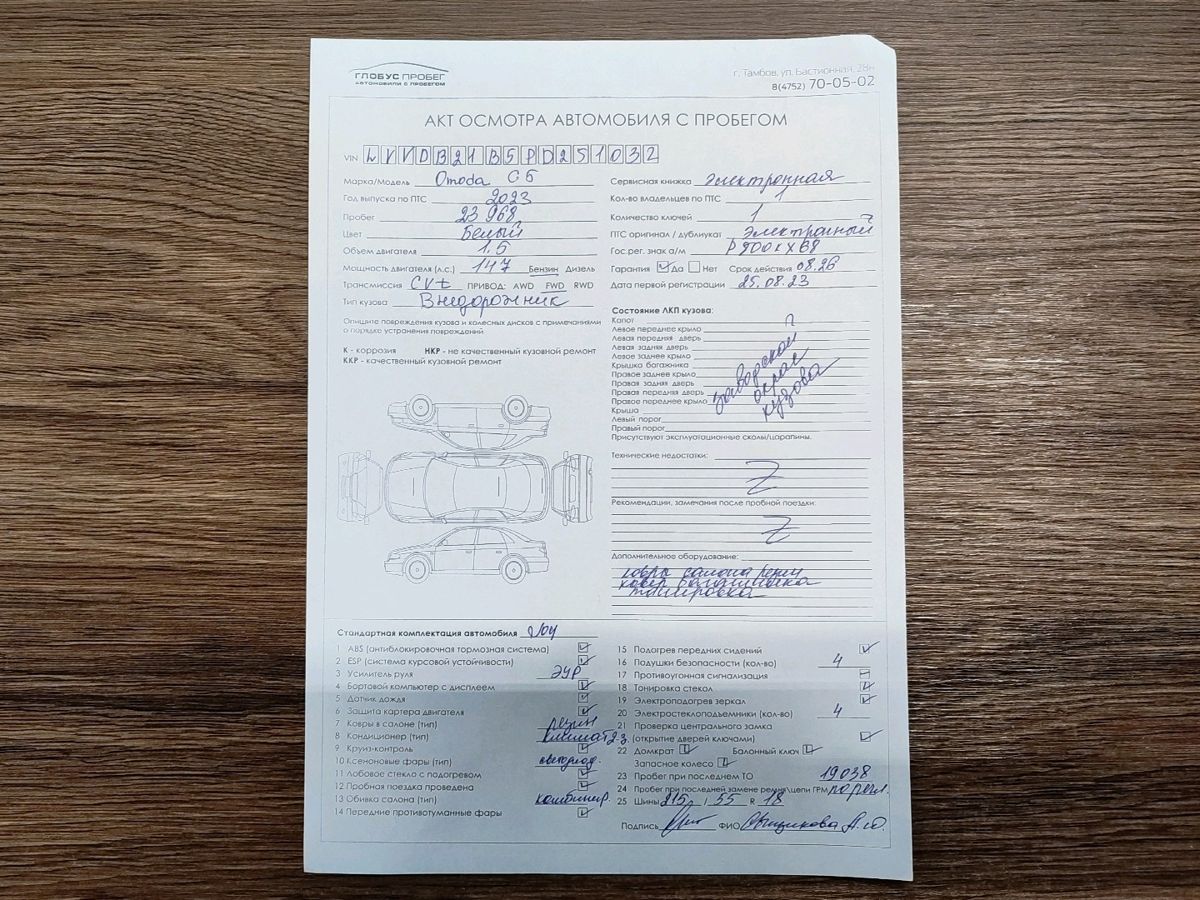 ГЛОБУС ПРОБЕГ
АВТОМОБИЛИ С ПРОБЕГОМ
г. Тамбов, ул. Бастионная, 28н
8(4752) 70-05-02
АКТ ОСМОТРА АВТОМОБИЛЯ С ПРОБЕГОМ
VIN LVVDB21B5PD251032
Марка/Модель Omoda C5
Год выпуска по ПТС 2023
Пробег 23 968
Цвет Белый
Объем двигателя 1.5
Мощность двигателя (л.с.) 147 Бензин Дизель
Трансмиссия CVt ПРИВОД: AWD FWD RWD
Тип кузова Внедорожник
Опишите повреждения кузова и колесных дисков с примечаниями
о порядке устранения повреждений.
К - коррозия НКР - не качественный кузовной ремонт
ККР - качественный кузовной ремонт
Сервисная книжка Электронная
Кол-во владельцев по ПТС 1
Количество ключей 1
ПТС оригинал / дубликат Электронный
Гос.рег. знак а/м
Гарантия Да Нет Срок действия 08.26
Дата первой регистрации 25.08.23
Состояние ЛКП кузова:
Капот
Левое переднее крыло
Левая передняя дверь
Левая задняя дверь
Левое заднее крыло
Крышка багажника
Правое заднее крыло
Правая задняя дверь
Правая передняя дверь
Правое переднее крыло
Крыша
Левый порог
Правый порог
заводской
окрас
кузова
Присутствуют эксплуатационные сколы/царапины.
Технические недостатки:
Z
Рекомендации, замечания после пробной поездки:
Z
Дополнительное оборудование:
ковры салона резин
ковер багажника
тонировка
Стандартная комплектация автомобиля
1 ABS (антиблокировочная тормозная система)
2 ESP (система курсовой устойчивости)
3 Усилитель руля ЭУР
4 Бортовой компьютер с дисплеем
5 Датчик дождя
6 Защита картера двигателя
7 Ковры в салоне (тип) резин
8 Кондиционер (тип) климат 2з.
9 Круиз-контроль
10 Ксеноновые фары (тип) светодиод.
11 Лобовое стекло с подогревом
12 Пробная поездка проведена
13 Обивка салона (тип) комбинир.
14 Передние противотуманные фары
15 Подогрев передних сидений
16 Подушки безопасности (кол-во) 4
17 Противоугонная сигнализация
18 Тонировка стекол
19 Электроподогрев зеркал
20 Электростеклоподъемники (кол-во) 4
21 Проверка центрального замка
(открытие дверей ключами)
22 Домкрат Балонный ключ
Запасное колесо
23 Пробег при последнем ТО 19038
24 Пробег при последней замене ремня/цепи ГРМ
25 Шины 215 / 55 R 18
Подпись ФИО